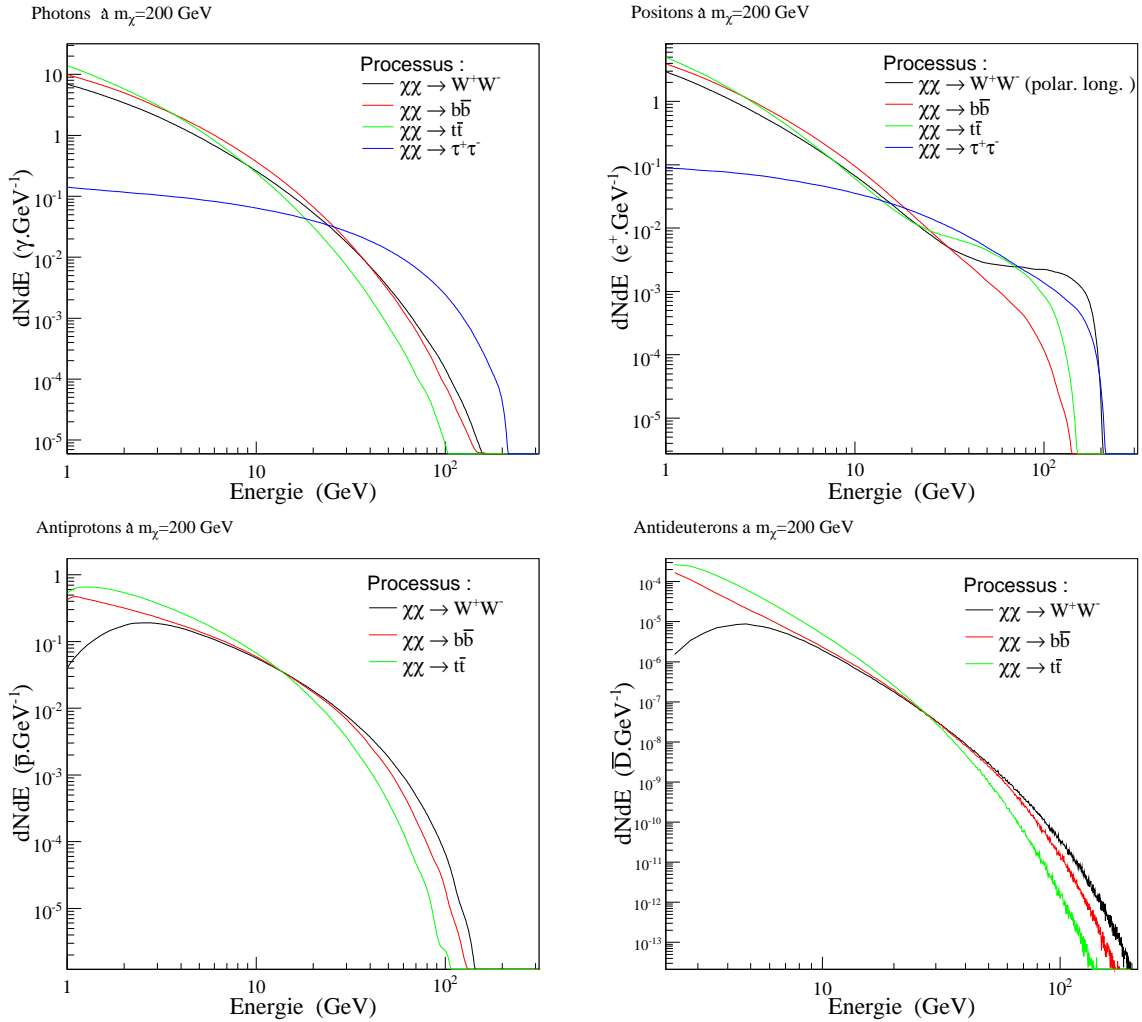 Photons à m_χ=200 GeV
Processus :
χχ → W⁺W⁻
χχ → bb̄
χχ → tt̄
χχ → τ⁺τ⁻
dNdE (γ.GeV⁻¹)
10
1
10⁻¹
10⁻²
10⁻³
10⁻⁴
10⁻⁵
1
10
10²
Energie (GeV)
Positons à m_χ=200 GeV
Processus :
χχ → W⁺W⁻ (polar. long. )
χχ → bb̄
χχ → tt̄
χχ → τ⁺τ⁻
dNdE (e⁺.GeV⁻¹)
1
10⁻¹
10⁻²
10⁻³
10⁻⁴
10⁻⁵
1
10
10²
Energie (GeV)
Antiprotons à m_χ=200 GeV
Processus :
χχ → W⁺W⁻
χχ → bb̄
χχ → tt̄
dNdE (p̄.GeV⁻¹)
1
10⁻¹
10⁻²
10⁻³
10⁻⁴
10⁻⁵
1
10
10²
Energie (GeV)
Antideuterons a m_χ=200 GeV
Processus :
χχ → W⁺W⁻
χχ → bb̄
χχ → tt̄
dNdE (D̄.GeV⁻¹)
10⁻⁴
10⁻⁵
10⁻⁶
10⁻⁷
10⁻⁸
10⁻⁹
10⁻¹⁰
10⁻¹¹
10⁻¹²
10⁻¹³
10
10²
Energie (GeV)